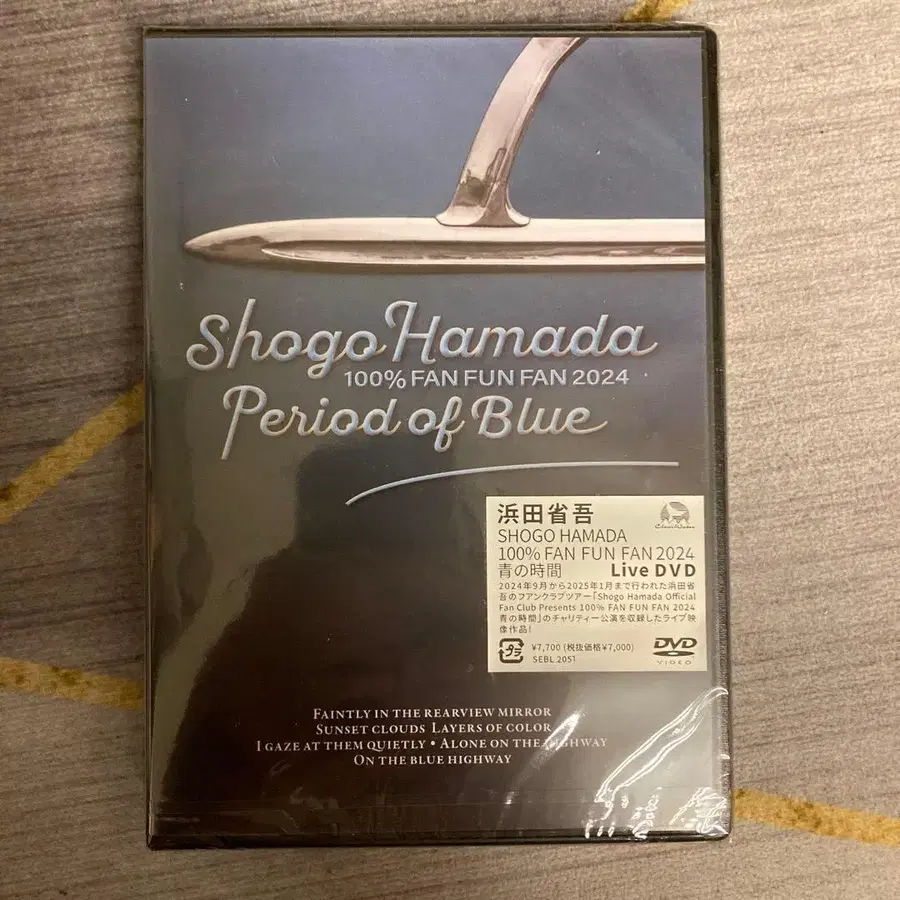 Shogo Hamada
100% FAN FUN FAN 2024
Period of Blue
浜田省吾
SHOGO HAMADA
100% FAN FUN FAN 2024
青の時間 Live DVD
2024年9月から2025年1月まで行われた浜田省
吾のファンクラブツアー「Shogo Hamada Official
Fan Club Presents 100% FAN FUN FAN 2024
青の時間」のチャリティー公演を収録したライブ映
像作品!
プラ ¥7,700 (税抜価格¥7,000)
SEBL.2051
DVD
VIDEO
FAINTLY IN THE REARVIEW MIRROR
SUNSET CLOUDS LAYERS OF COLOR
I GAZE AT THEM QUIETLY • ALONE ON THE HIGHWAY
ON THE BLUE HIGHWAY